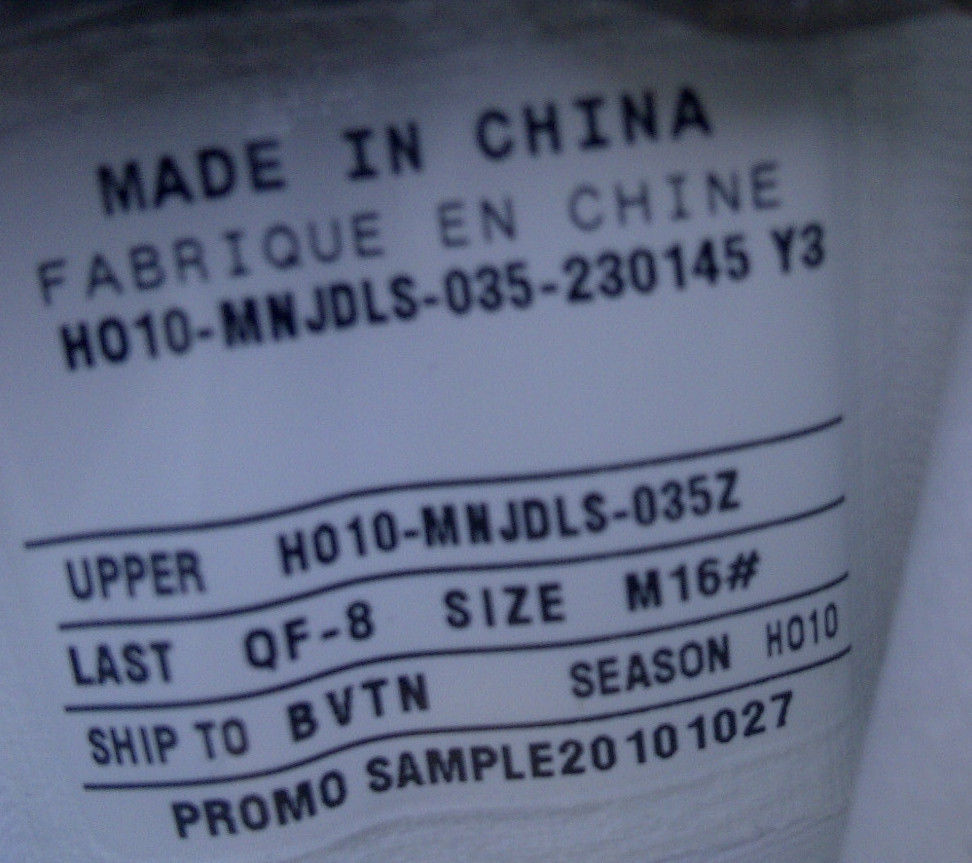 MADE IN CHINA
FABRIQUE EN CHINE
HO10-MNJDLS-035-230145 Y3
UPPER HO10-MNJDLS-035Z
LAST QF-8 SIZE M16#
SHIP TO BVTN SEASON HO10
PROMO SAMPLE20101027